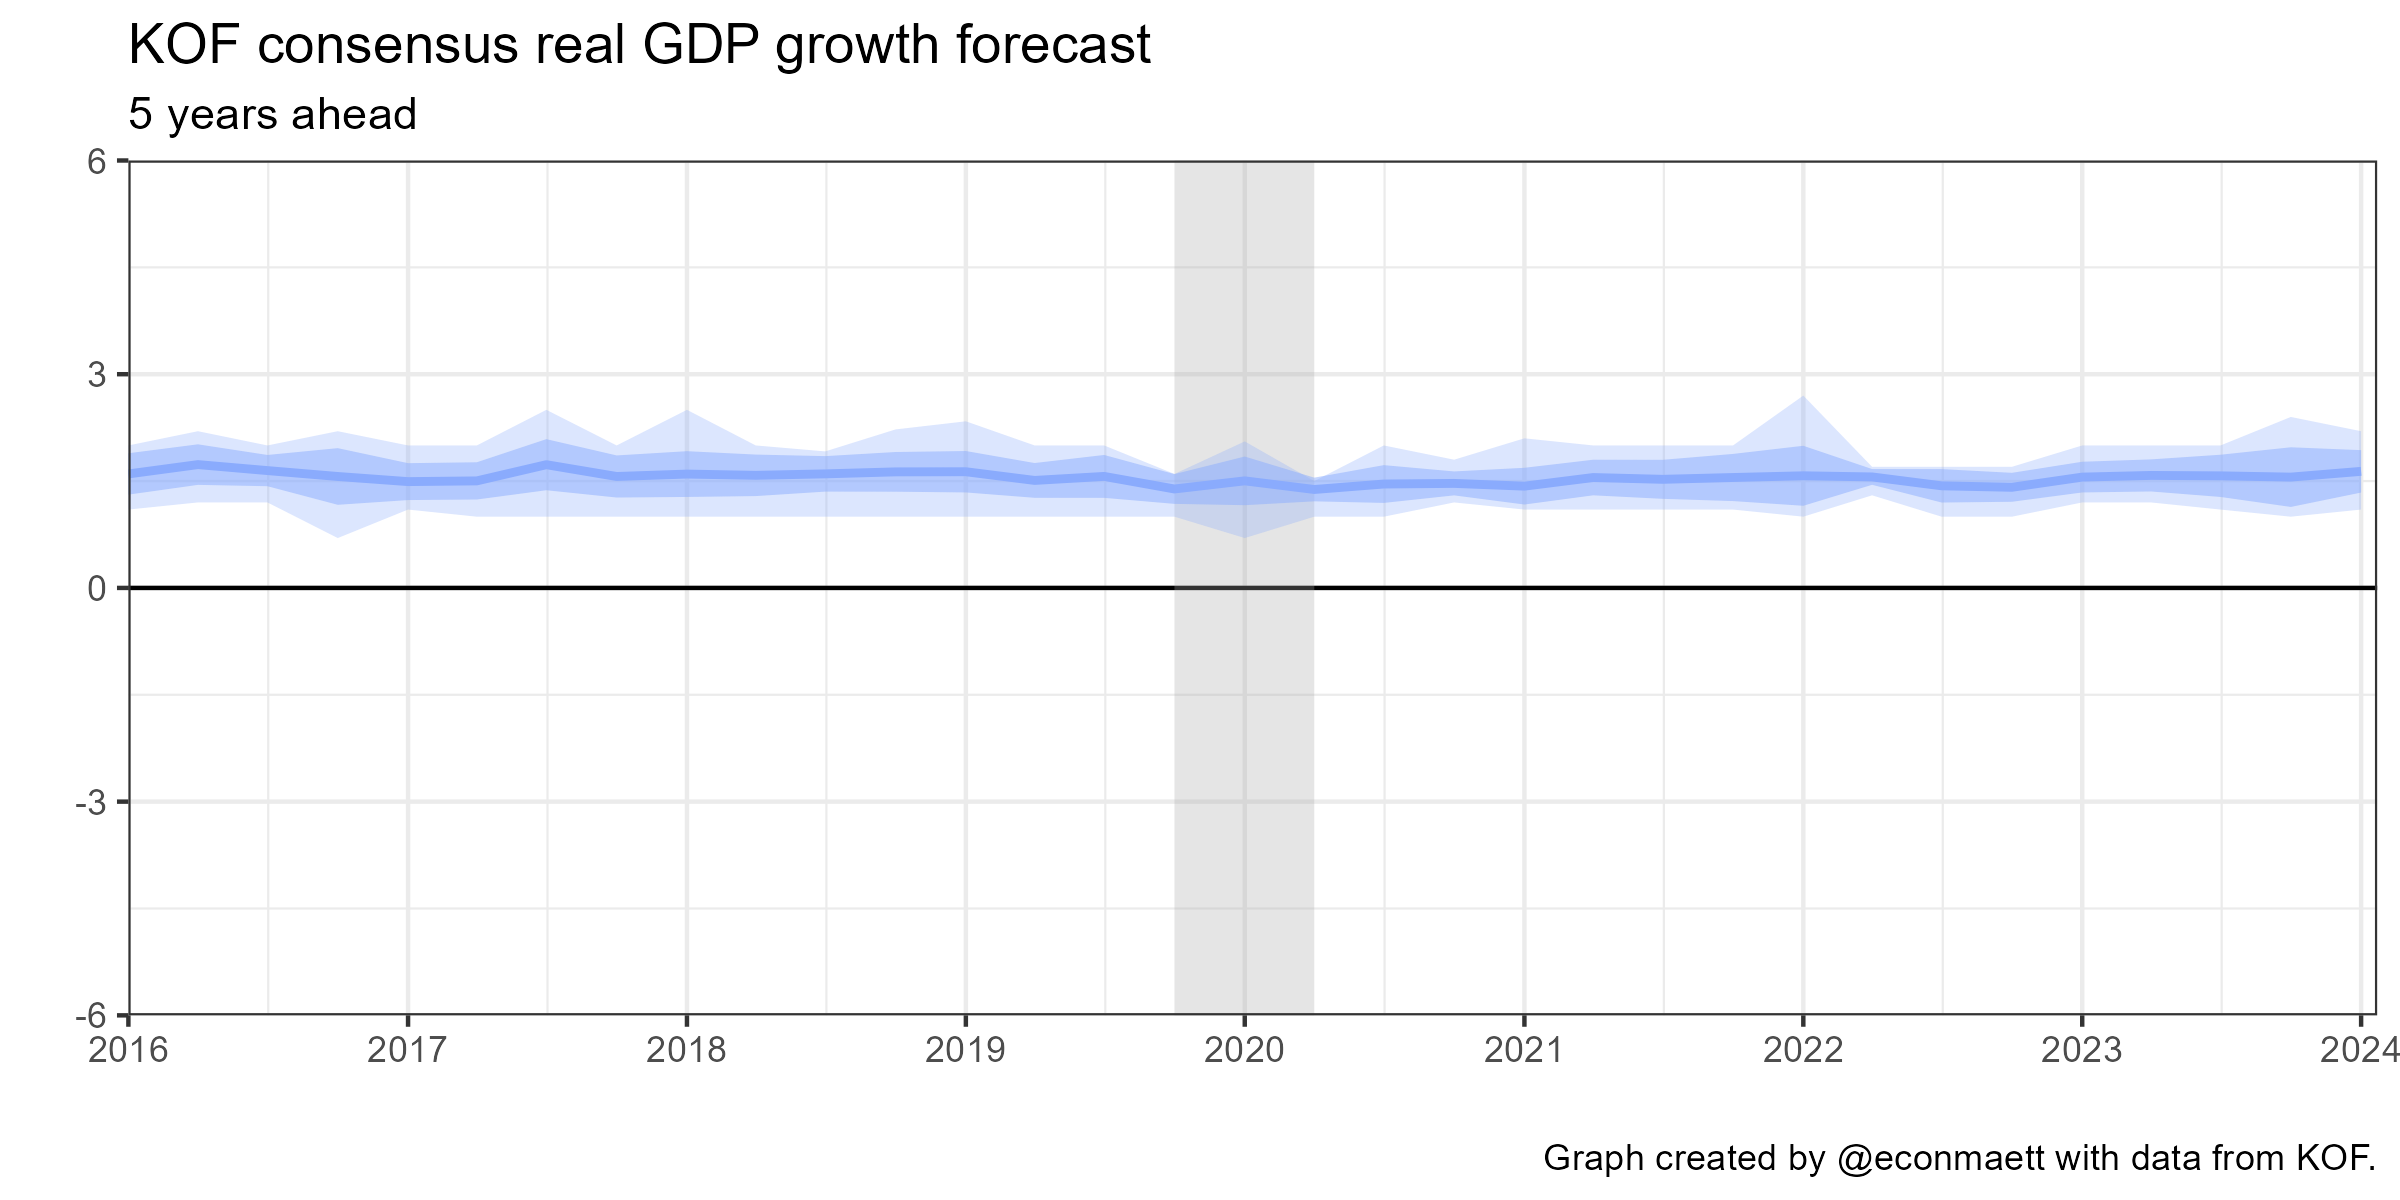 KOF consensus real GDP growth forecast
5 years ahead
6
3
0
-3
-6
2016 2017 2018 2019 2020 2021 2022 2023 2024
Graph created by @econmaett with data from KOF.